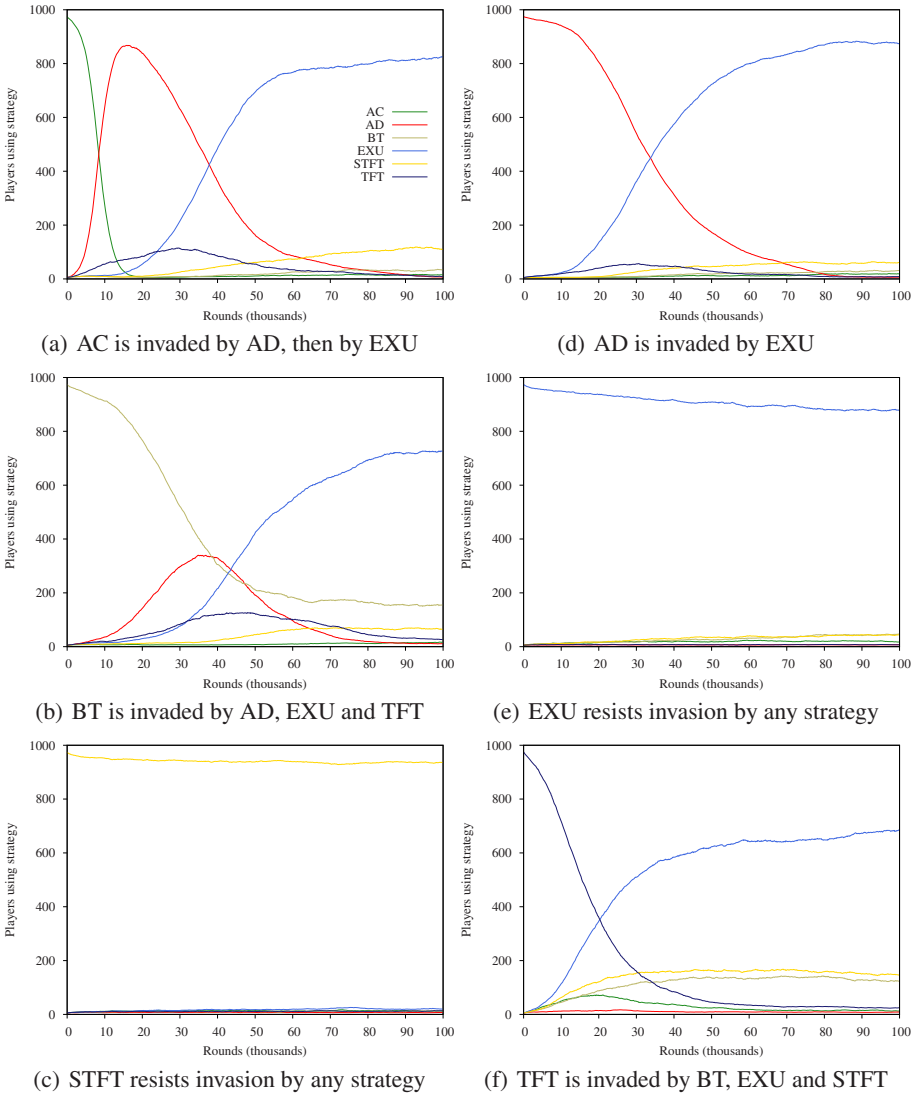 1000
800
600
400
200
0
Players using strategy
AC
AD
BT
EXU
STFT
TFT
0 10 20 30 40 50 60 70 80 90 100
Rounds (thousands)
(a) AC is invaded by AD, then by EXU
1000
800
600
400
200
0
Players using strategy
0 10 20 30 40 50 60 70 80 90 100
Rounds (thousands)
(d) AD is invaded by EXU
1000
800
600
400
200
0
Players using strategy
0 10 20 30 40 50 60 70 80 90 100
Rounds (thousands)
(b) BT is invaded by AD, EXU and TFT
1000
800
600
400
200
0
Players using strategy
0 10 20 30 40 50 60 70 80 90 100
Rounds (thousands)
(e) EXU resists invasion by any strategy
1000
800
600
400
200
0
Players using strategy
0 10 20 30 40 50 60 70 80 90 100
Rounds (thousands)
(c) STFT resists invasion by any strategy
1000
800
600
400
200
0
Players using strategy
0 10 20 30 40 50 60 70 80 90 100
Rounds (thousands)
(f) TFT is invaded by BT, EXU and STFT